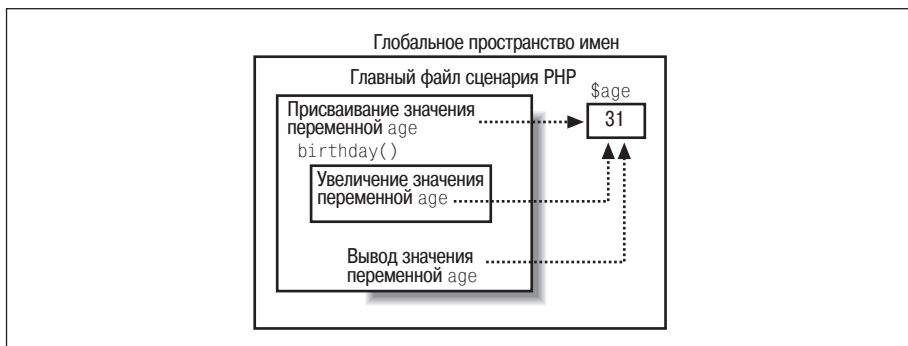 Глобальное пространство имен
Главный файл сценария PHP
$age
31
Присваивание значения
переменной age
birthday()
Увеличение значения
переменной age
Вывод значения
переменной age